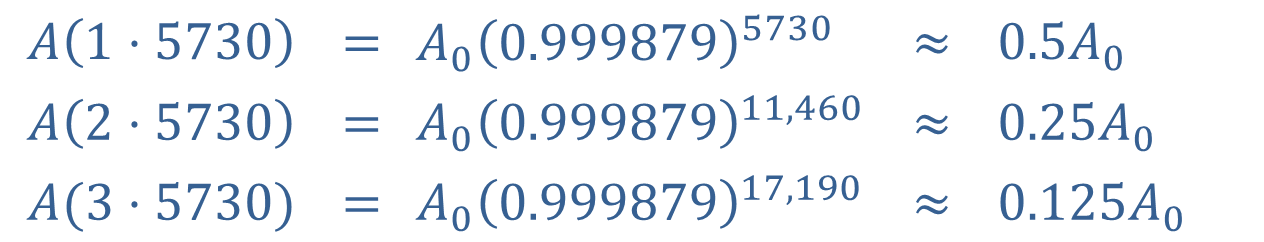 A(1 · 5730) = A₀(0.999879)⁵⁷³⁰ ≈ 0.5A₀
A(2 · 5730) = A₀(0.999879)¹¹,⁴⁶⁰ ≈ 0.25A₀
A(3 · 5730) = A₀(0.999879)¹⁷,¹⁹⁰ ≈ 0.125A₀